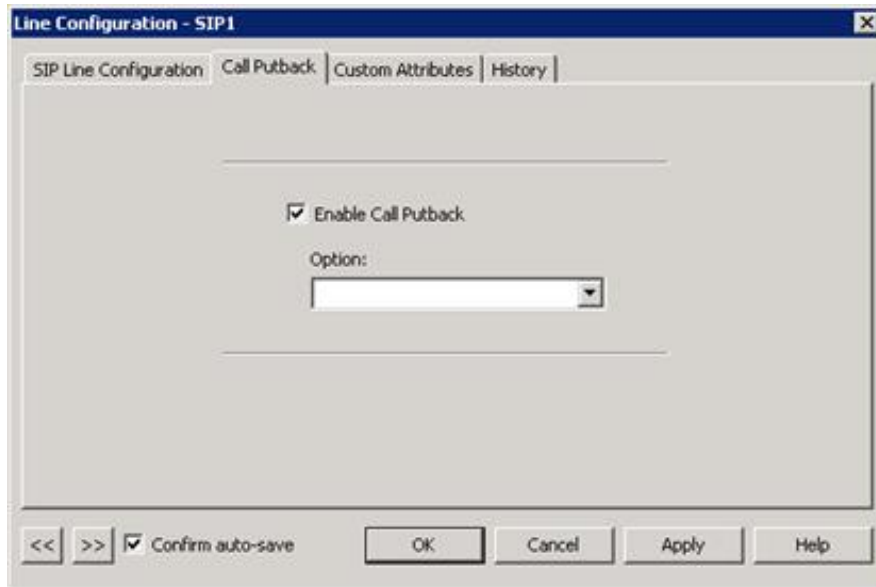 Line Configuration - SIP1
SIP Line Configuration Call Putback Custom Attributes History
Enable Call Putback
Option:
<< >> Confirm auto-save OK Cancel Apply Help